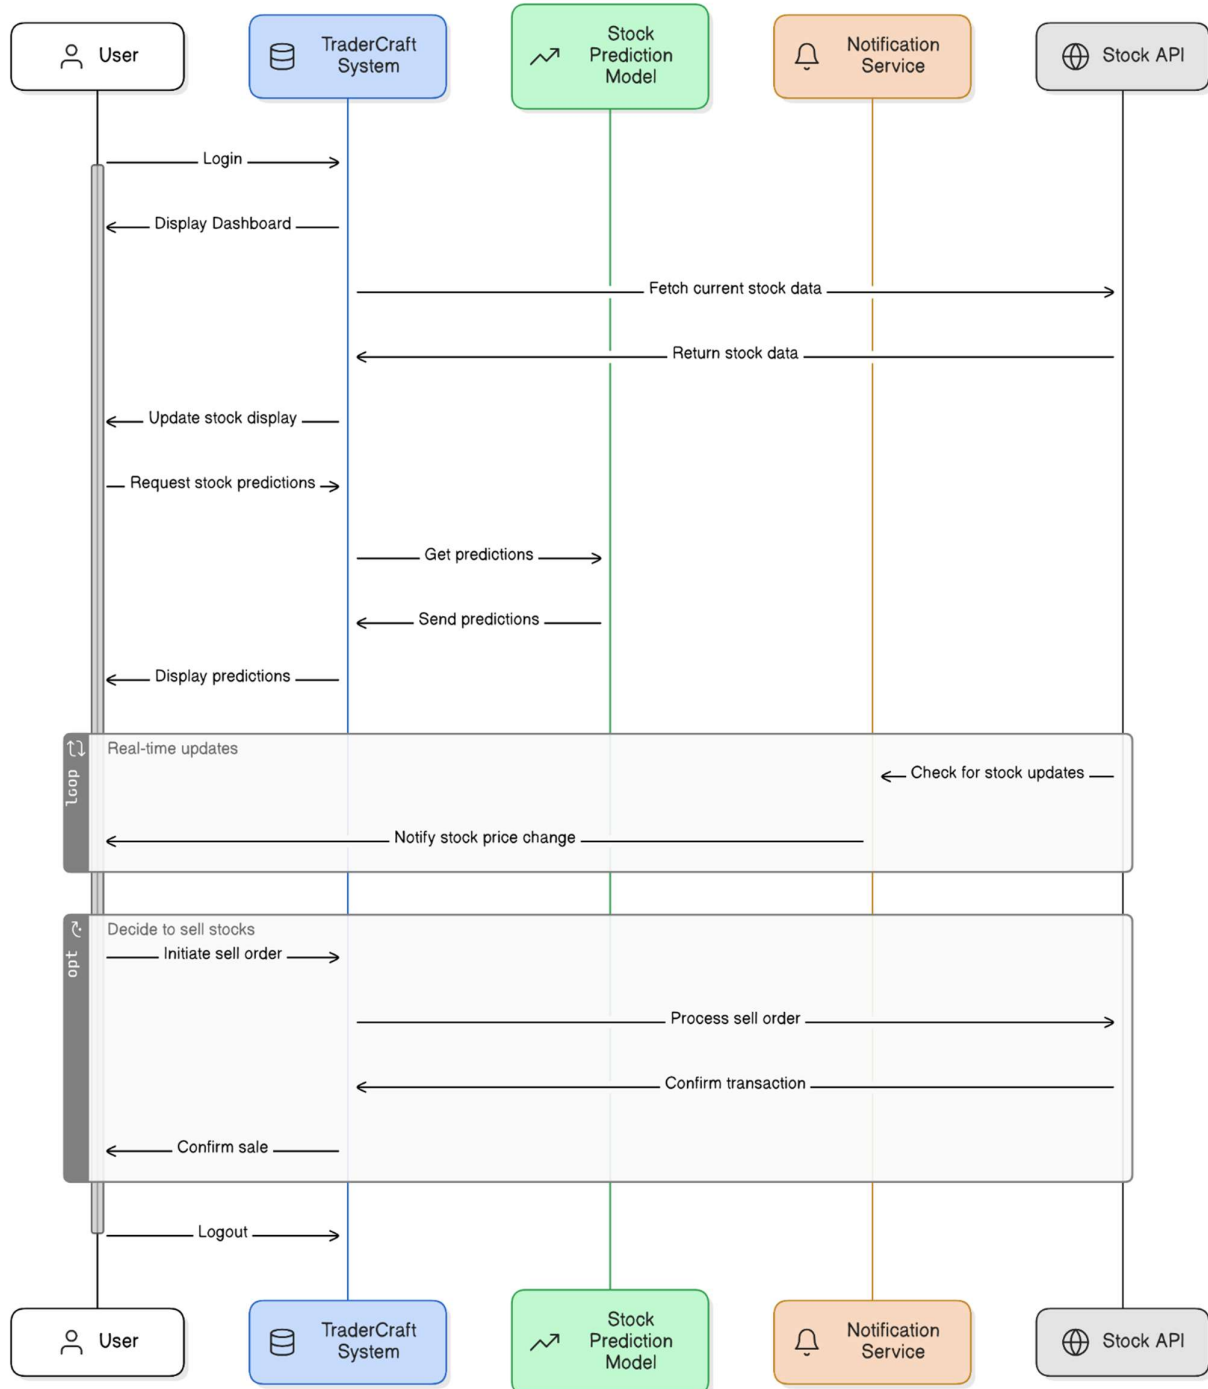 User
TraderCraft
System
Stock
Prediction
Model
Notification
Service
Stock API
Login
Display Dashboard
Fetch current stock data
Return stock data
Update stock display
Request stock predictions
Get predictions
Send predictions
Display predictions
loop
Real-time updates
Check for stock updates
Notify stock price change
opt
Decide to sell stocks
Initiate sell order
Process sell order
Confirm transaction
Confirm sale
Logout
User
TraderCraft
System
Stock
Prediction
Model
Notification
Service
Stock API